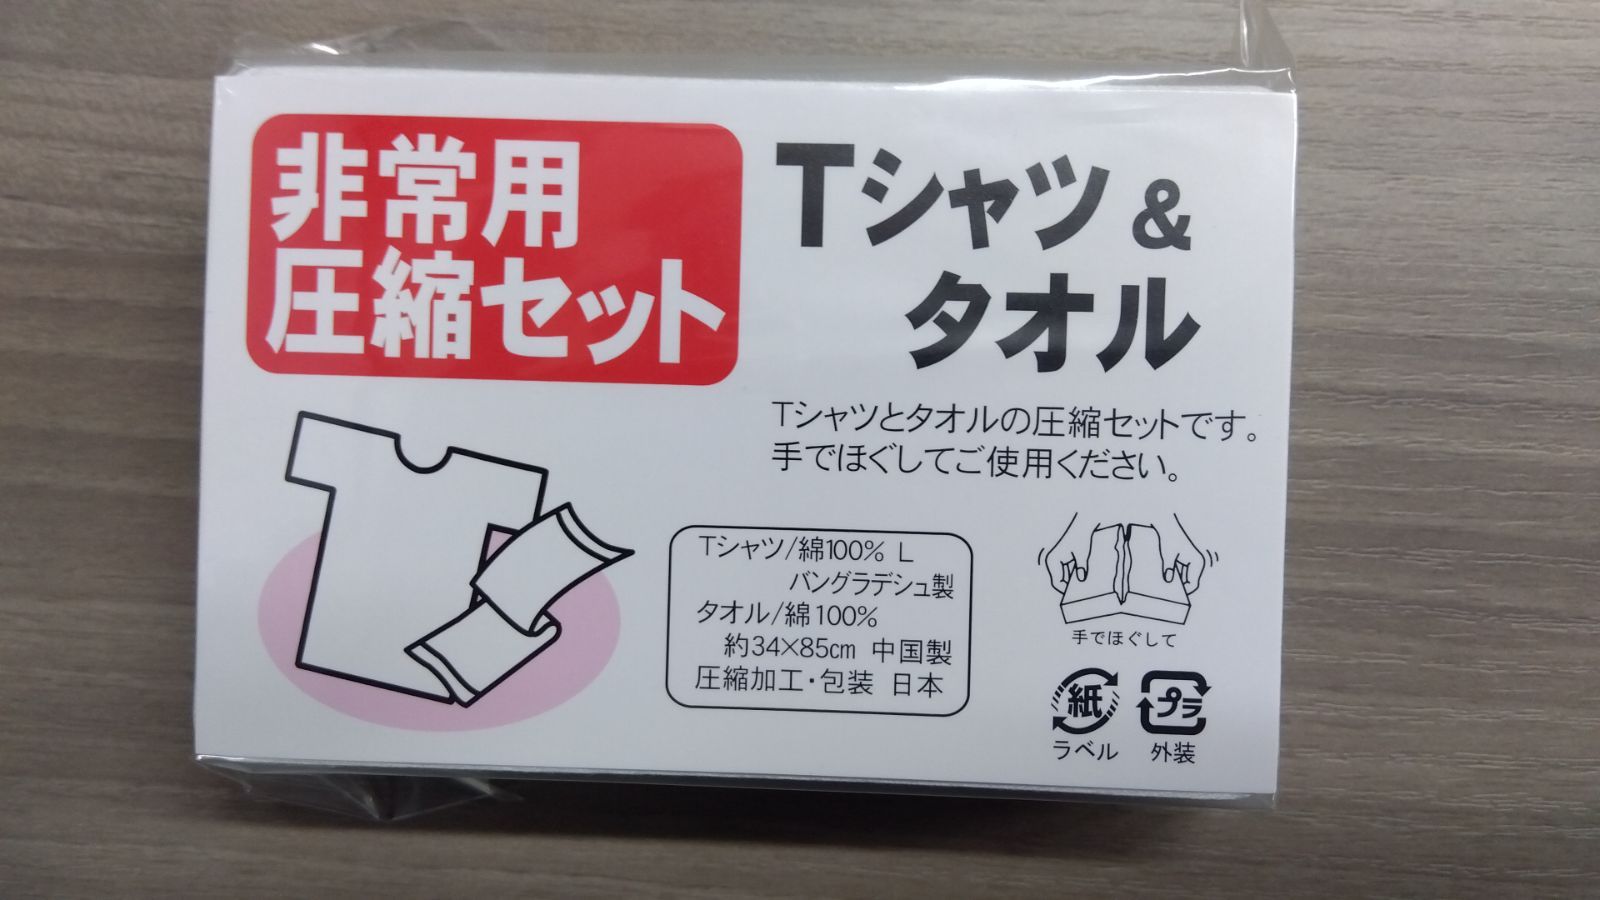 非常用
圧縮セット
Tシャツ &
タオル
Tシャツとタオルの圧縮セットです。
手でほぐしてご使用ください。
Tシャツ/綿100% L
バングラデシュ製
タオル/綿100%
約34×85cm 中国製
圧縮加工・包装 日本
手でほぐして
紙
ラベル
プラ
外装